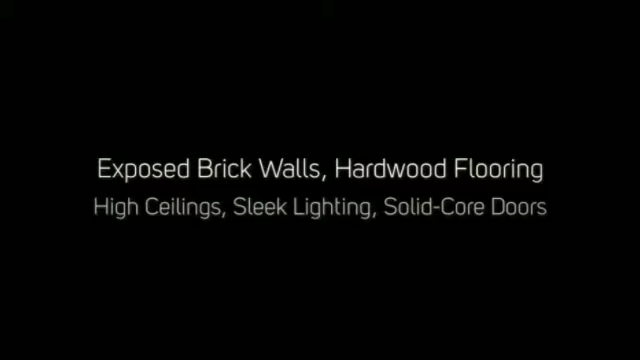 Exposed Brick Walls, Hardwood Flooring
High Ceilings, Sleek Lighting, Solid-Core Doors